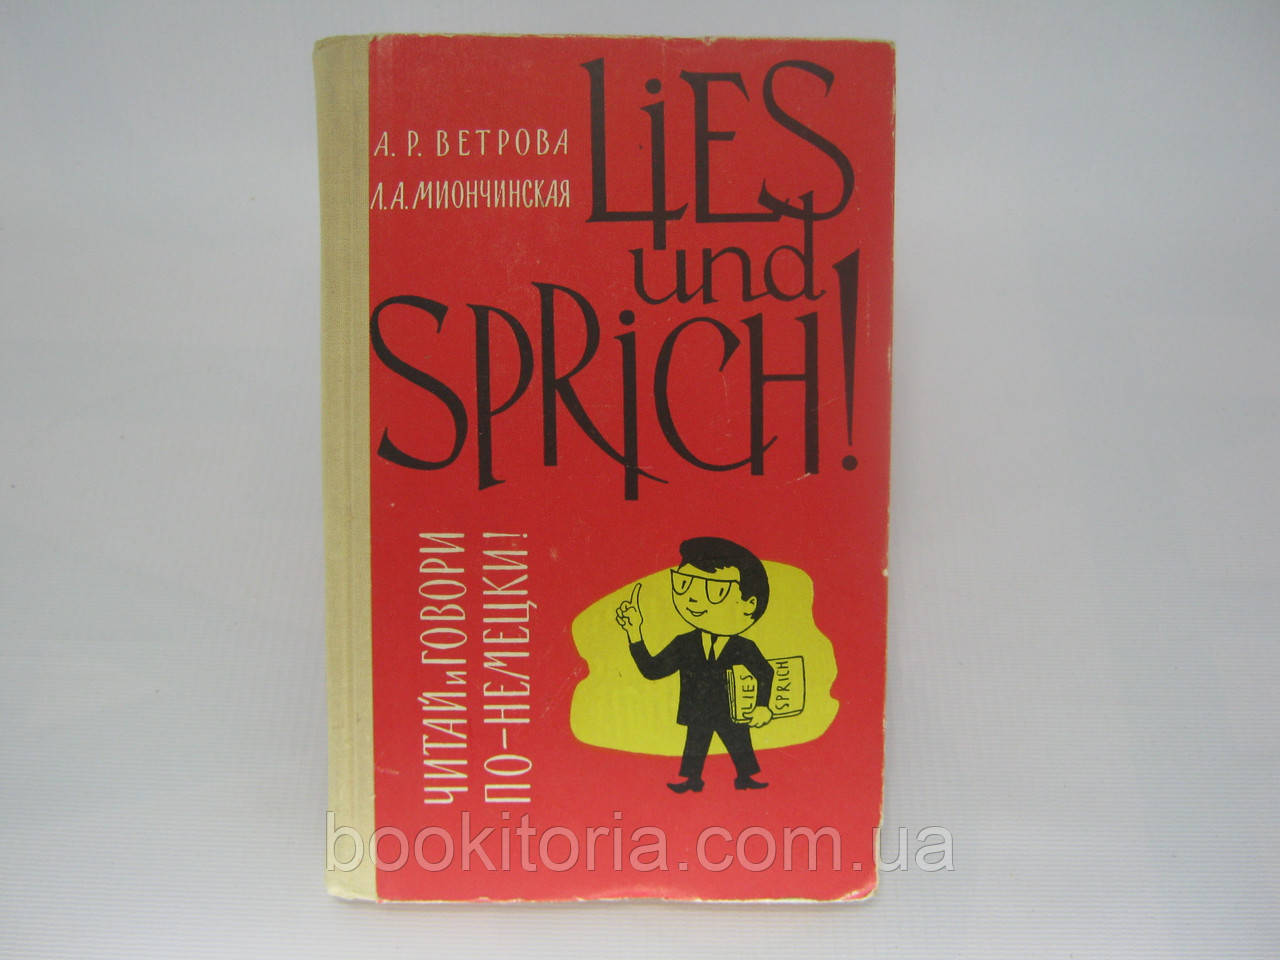 А. Р. ВЕТРОВА
Л. А. МИОНЧИНСКАЯ
LiES
und
SPRiCH!
ЧИТАЙ и ГОВОРИ
ПО-НЕМЕЦКИ!
LIES
SPRICH
bookitoria.com.ua